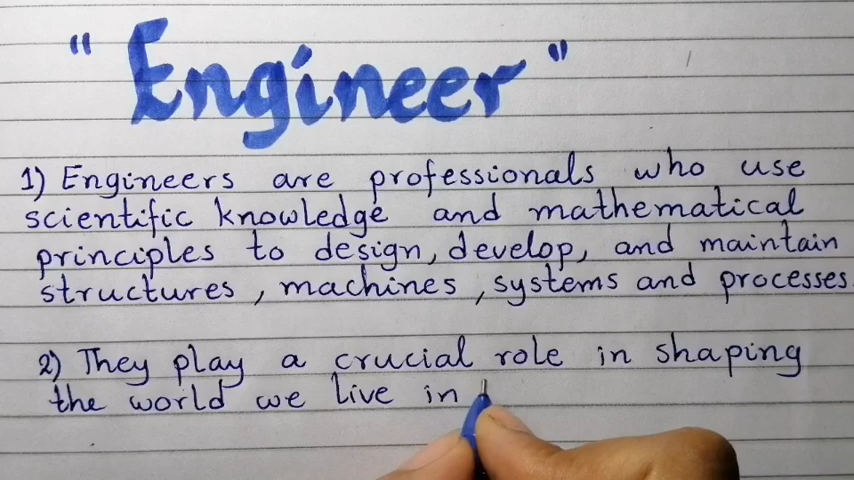 "Engineer"
1) Engineers are professionals who use
scientific knowledge and mathematical
principles to design, develop, and maintain
structures, machines, systems and processes.
2) They play a crucial role in shaping
the world we live in